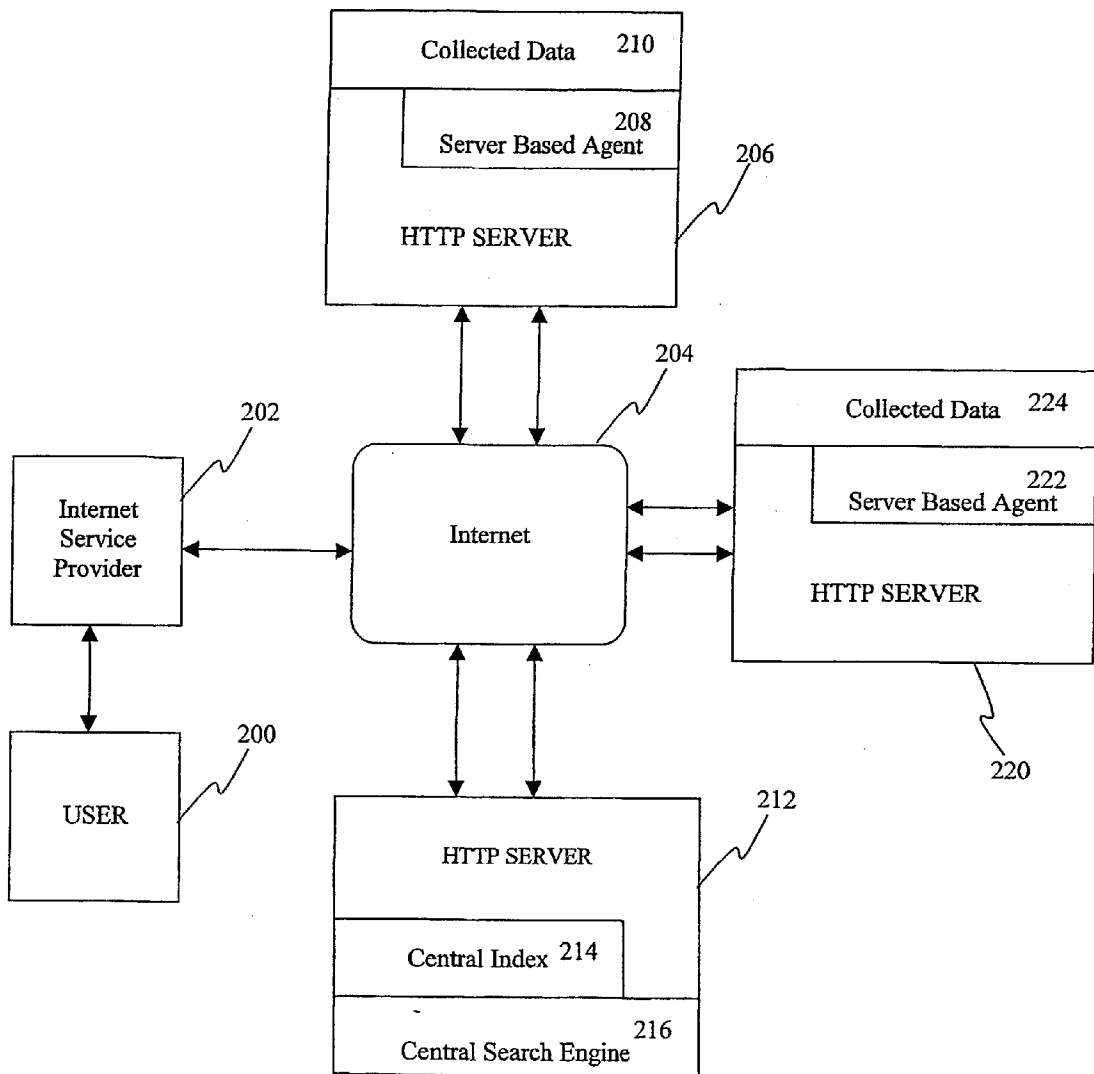 Collected Data 210
Server Based Agent 208
HTTP SERVER
206
204
Collected Data 224
Server Based Agent 222
HTTP SERVER
220
202
Internet
Service
Provider
Internet
200
USER
212
HTTP SERVER
Central Index 214
216
Central Search Engine